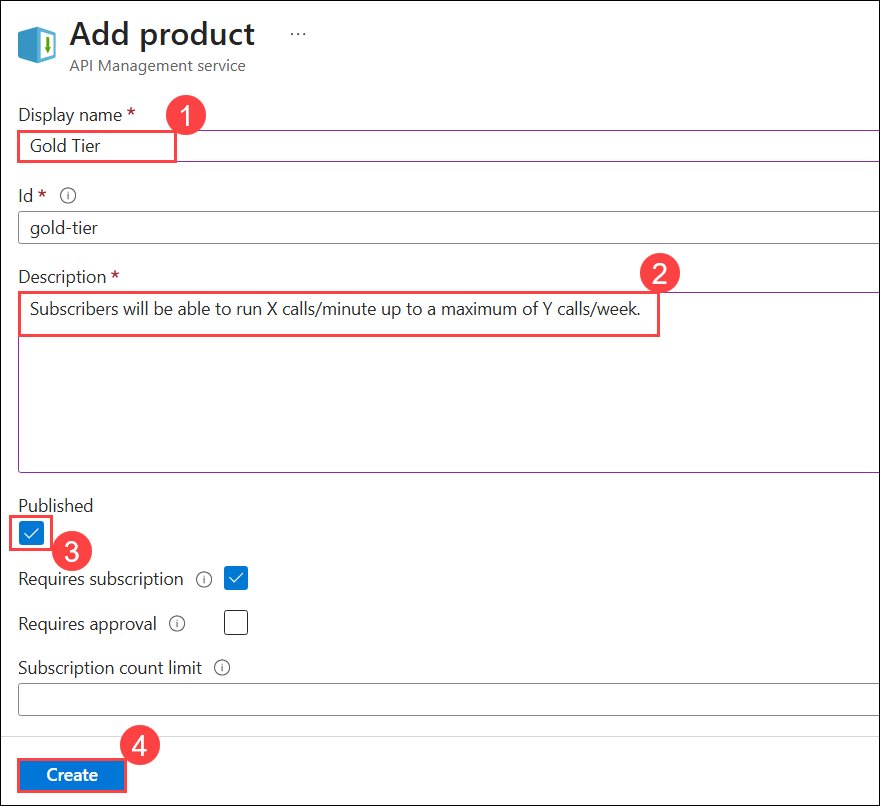 Add product ...
API Management service
Display name * 1
Gold Tier
Id *
gold-tier
Description * 2
Subscribers will be able to run X calls/minute up to a maximum of Y calls/week.
Published
3
Requires subscription
Requires approval
Subscription count limit
4
Create